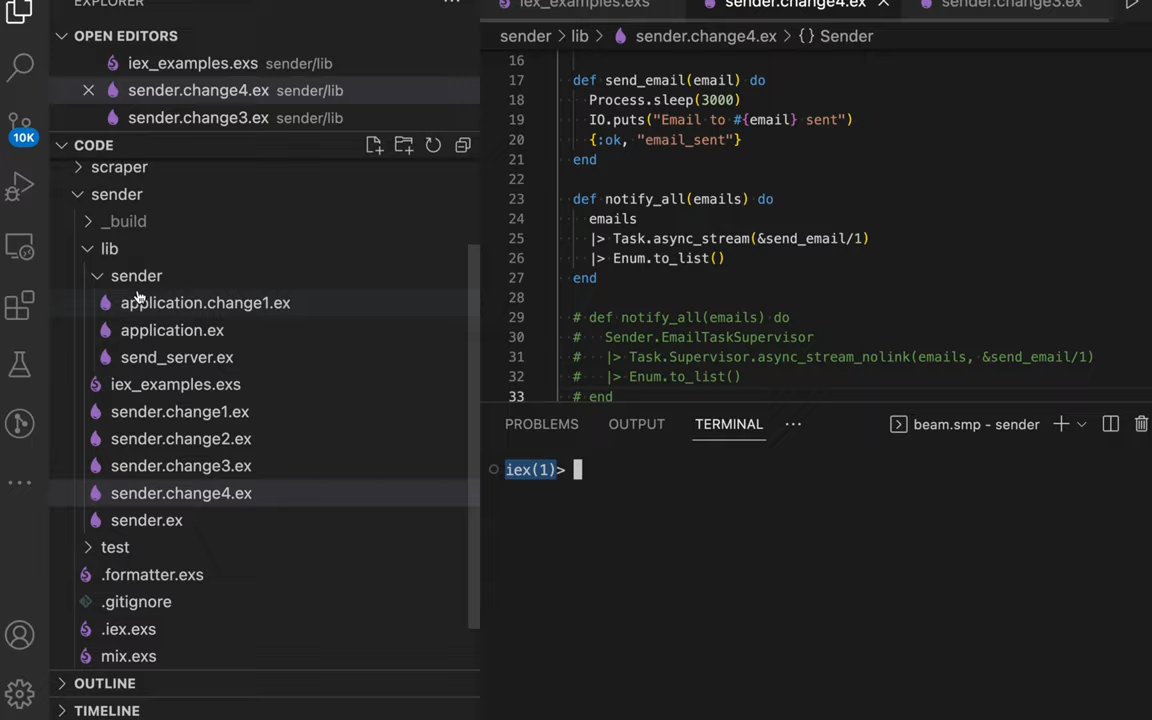 EXPLORER
OPEN EDITORS
iex_examples.exs sender/lib
sender.change4.ex sender/lib
sender.change3.ex sender/lib
10K
CODE
scraper
sender
_build
lib
sender
application.change1.ex
application.ex
send_server.ex
iex_examples.exs
sender.change1.ex
sender.change2.ex
sender.change3.ex
sender.change4.ex
sender.ex
test
.formatter.exs
.gitignore
.iex.exs
mix.exs
OUTLINE
TIMELINE
iex_examples.exs sender.change4.ex sender.change3.ex
sender > lib > sender.change4.ex > {} Sender
16
17 def send_email(email) do
18 Process.sleep(3000)
19 IO.puts("Email to #{email} sent")
20 {:ok, "email_sent"}
21 end
22
23 def notify_all(emails) do
24 emails
25 |> Task.async_stream(&send_email/1)
26 |> Enum.to_list()
27 end
28
29 # def notify_all(emails) do
30 # Sender.EmailTaskSupervisor
31 # |> Task.Supervisor.async_stream_nolink(emails, &send_email/1)
32 # |> Enum.to_list()
33 # end
PROBLEMS OUTPUT TERMINAL beam.smp - sender
iex(1)>